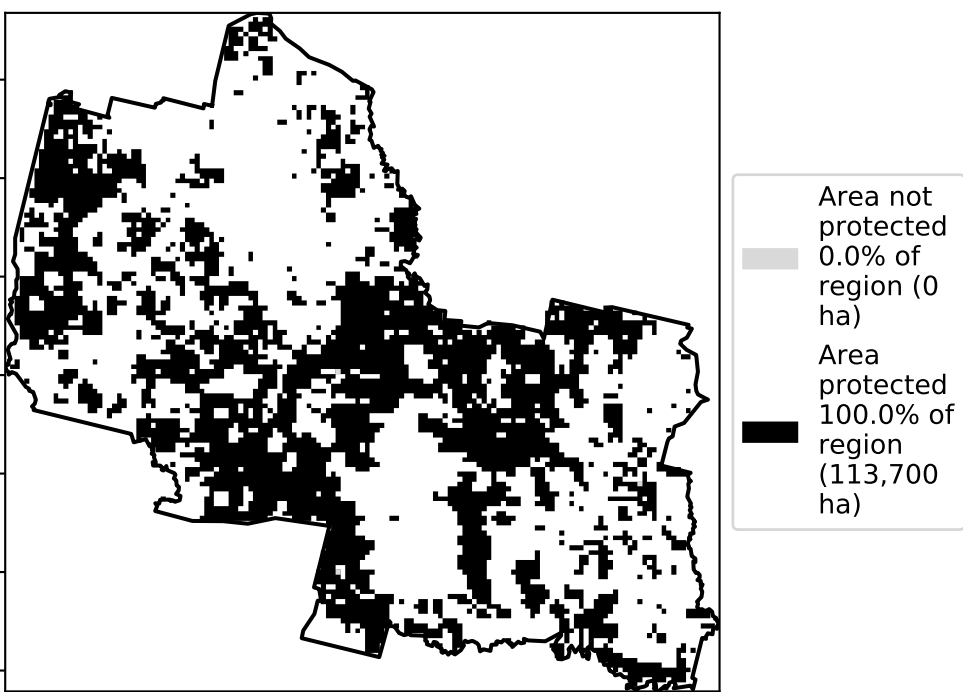 Area not
protected
0.0% of
region (0
ha)
Area
protected
100.0% of
region
(113,700
ha)